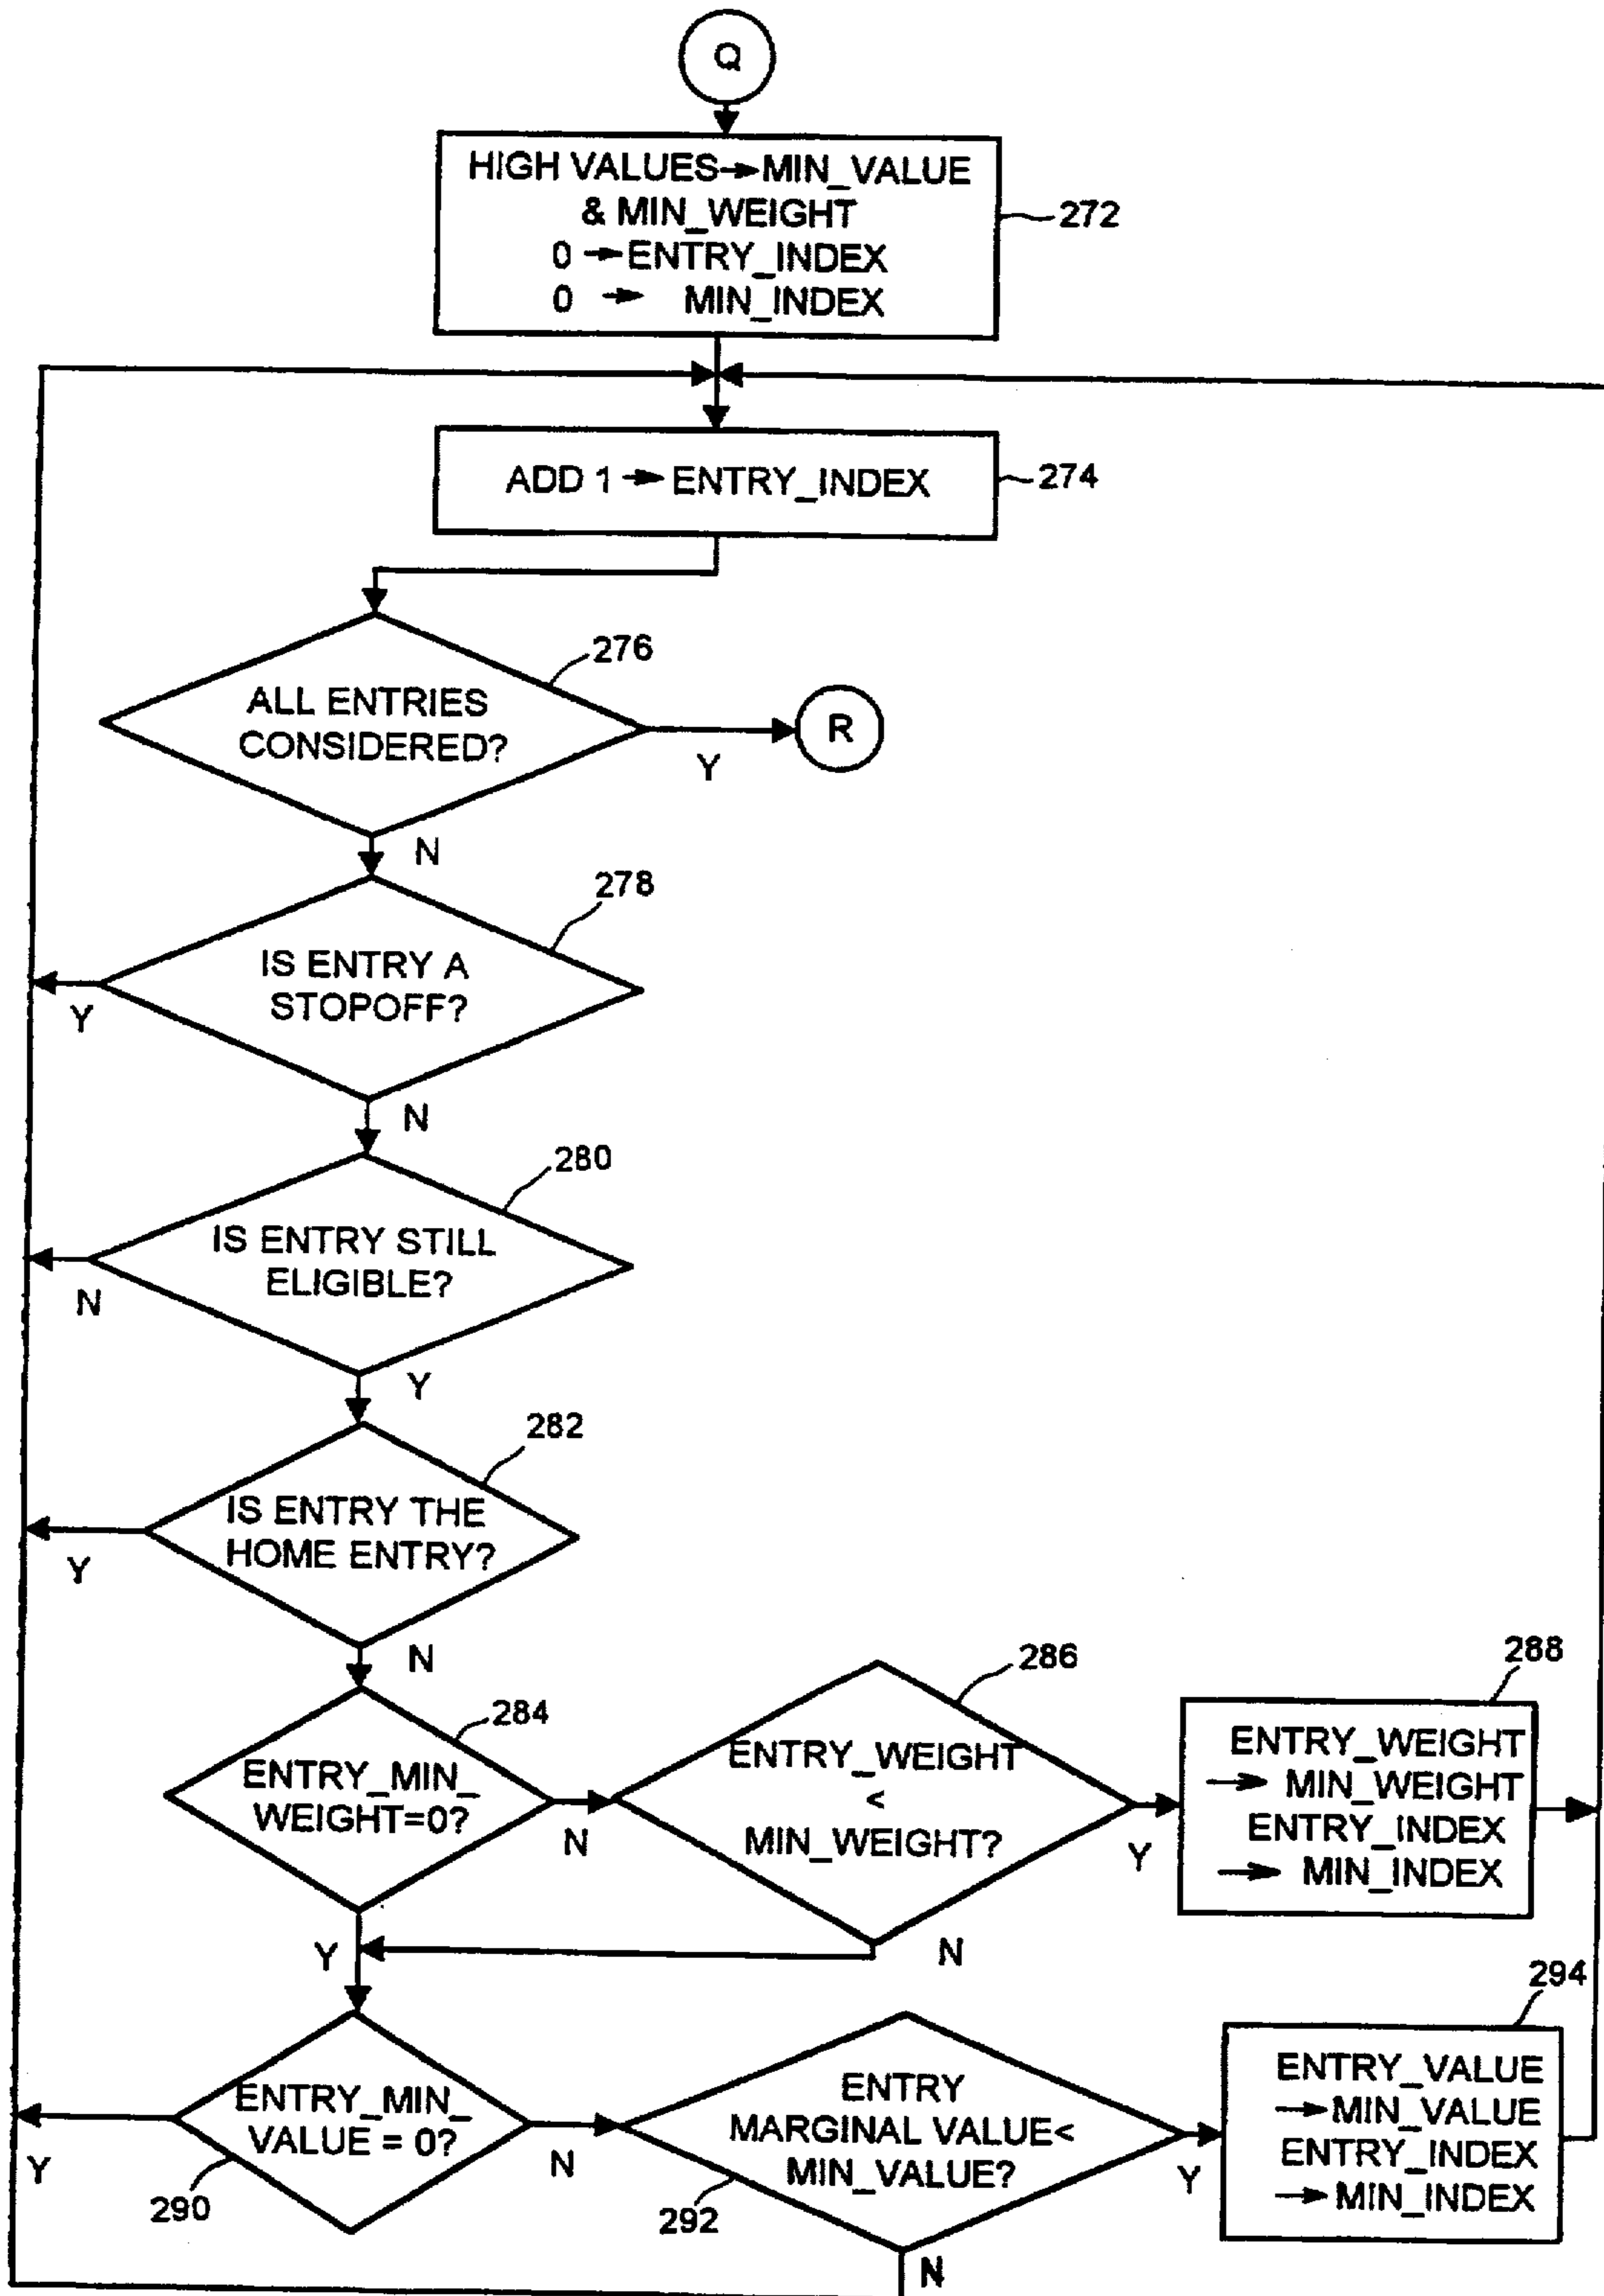 Q
HIGH VALUES→MIN_VALUE
& MIN_WEIGHT
0 →ENTRY_INDEX
0 → MIN_INDEX
272
ADD 1 → ENTRY_INDEX
274
276
ALL ENTRIES
CONSIDERED?
Y
R
N
278
IS ENTRY A
STOPOFF?
Y
N
280
IS ENTRY STILL
ELIGIBLE?
N
Y
282
IS ENTRY THE
HOME ENTRY?
Y
N
284
ENTRY_MIN_
WEIGHT=0?
N
Y
286
ENTRY_WEIGHT
<
MIN_WEIGHT?
Y
N
288
ENTRY_WEIGHT
→ MIN_WEIGHT
ENTRY_INDEX
→ MIN_INDEX
ENTRY_MIN_
VALUE = 0?
Y
290
N
ENTRY
MARGINAL VALUE<
MIN_VALUE?
292
Y
N
294
ENTRY_VALUE
→MIN_VALUE
ENTRY_INDEX
→MIN_INDEX